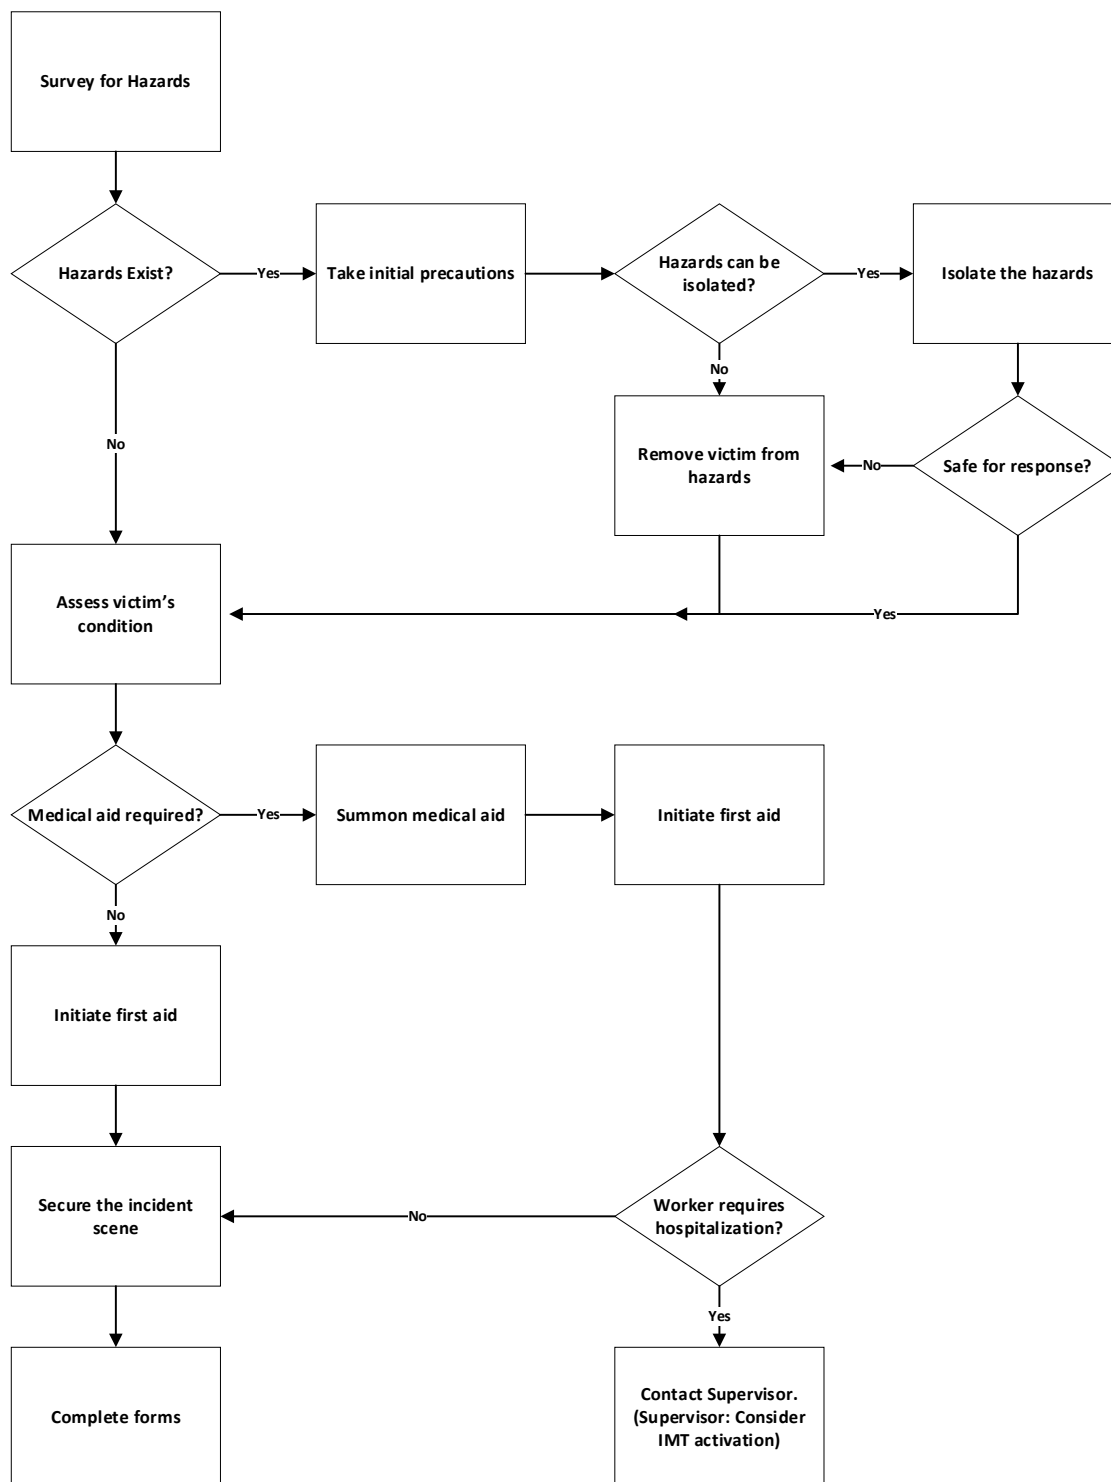 Survey for Hazards
Hazards Exist?
Yes
Take initial precautions
Hazards can be
isolated?
Yes
Isolate the hazards
No
No
Remove victim from
hazards
No
Safe for response?
Assess victim’s
condition
Yes
Medical aid required?
Yes
Summon medical aid
Initiate first aid
No
Initiate first aid
Secure the incident
scene
No
Worker requires
hospitalization?
Yes
Complete forms
Contact Supervisor.
(Supervisor: Consider
IMT activation)